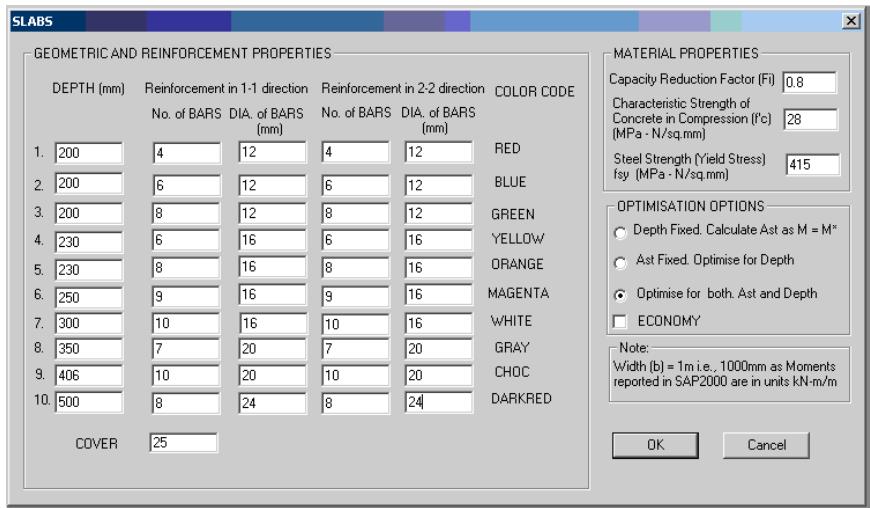 SLABS
GEOMETRIC AND REINFORCEMENT PROPERTIES
DEPTH (mm) Reinforcement in 1-1 direction Reinforcement in 2-2 direction COLOR CODE
No. of BARS DIA. of BARS No. of BARS DIA. of BARS
(mm) (mm)
1. 200 4 12 4 12 RED
2. 200 6 12 6 12 BLUE
3. 200 8 12 8 12 GREEN
4. 230 6 16 6 16 YELLOW
5. 230 8 16 8 16 ORANGE
6. 250 9 16 9 16 MAGENTA
7. 300 10 16 10 16 WHITE
8. 350 7 20 7 20 GRAY
9. 406 10 20 10 20 CHOC
10. 500 8 24 8 24 DARKRED
COVER 25
MATERIAL PROPERTIES
Capacity Reduction Factor (Fi) 0.8
Characteristic Strength of
Concrete in Compression (f'c) 28
(MPa - N/sq.mm)
Steel Strength (Yield Stress) 415
fsy (MPa - N/sq.mm)
OPTIMISATION OPTIONS
Depth Fixed. Calculate Ast as M = M*
Ast Fixed. Optimise for Depth
Optimise for both. Ast and Depth
ECONOMY
Note:
Width (b) = 1m i.e., 1000mm as Moments
reported in SAP2000 are in units kN-m/m
OK Cancel